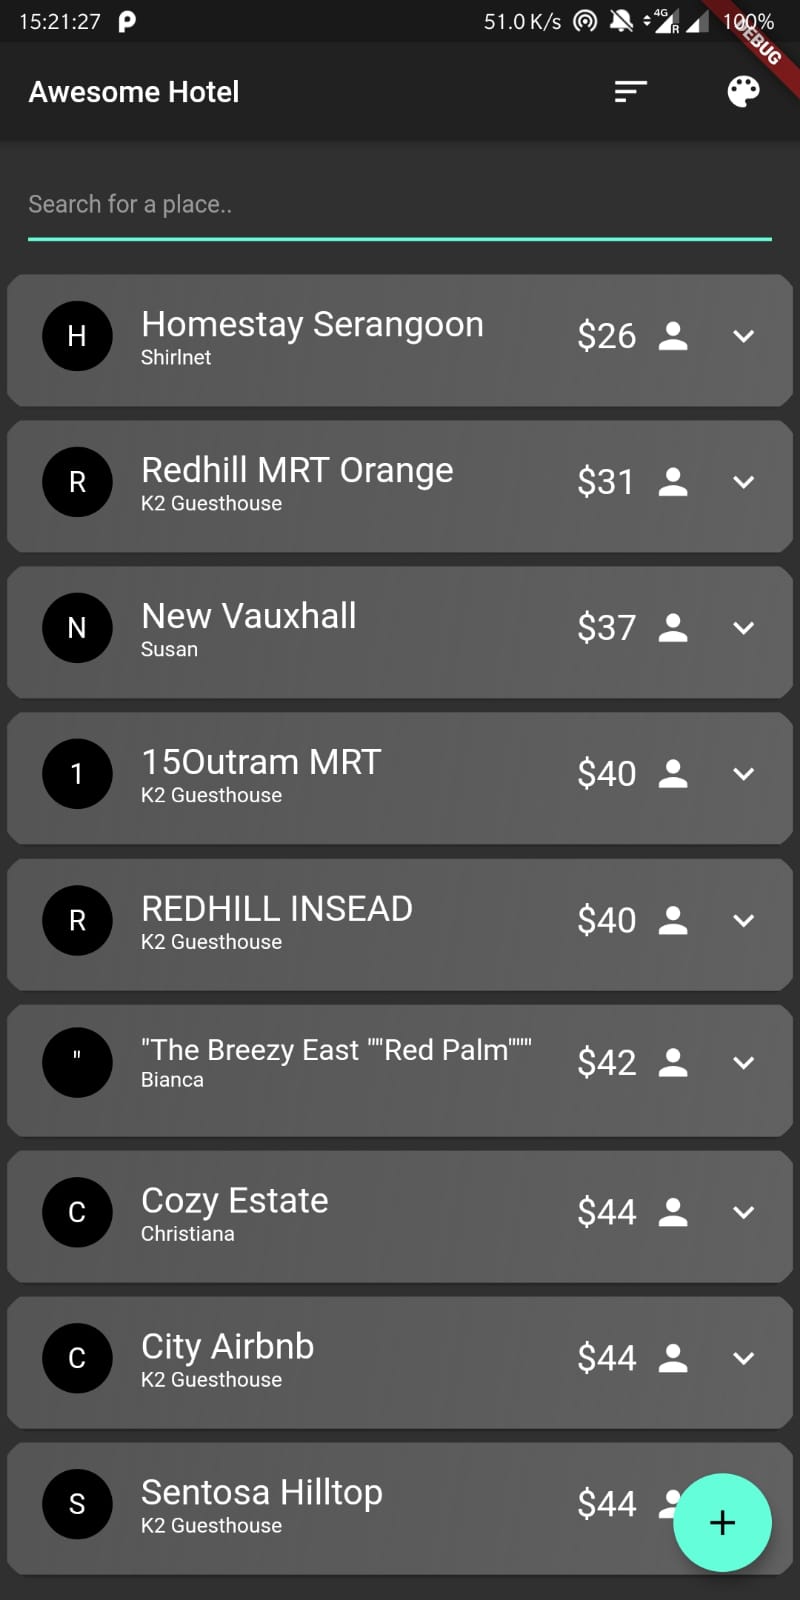 15:21:27 51.0 K/s 4G R 100%
DEBUG
Awesome Hotel
Search for a place..
H Homestay Serangoon $26
Shirlnet
R Redhill MRT Orange $31
K2 Guesthouse
N New Vauxhall $37
Susan
1 15Outram MRT $40
K2 Guesthouse
R REDHILL INSEAD $40
K2 Guesthouse
" "The Breezy East ""Red Palm""" $42
Bianca
C Cozy Estate $44
Christiana
C City Airbnb $44
K2 Guesthouse
S Sentosa Hilltop $44
K2 Guesthouse
+